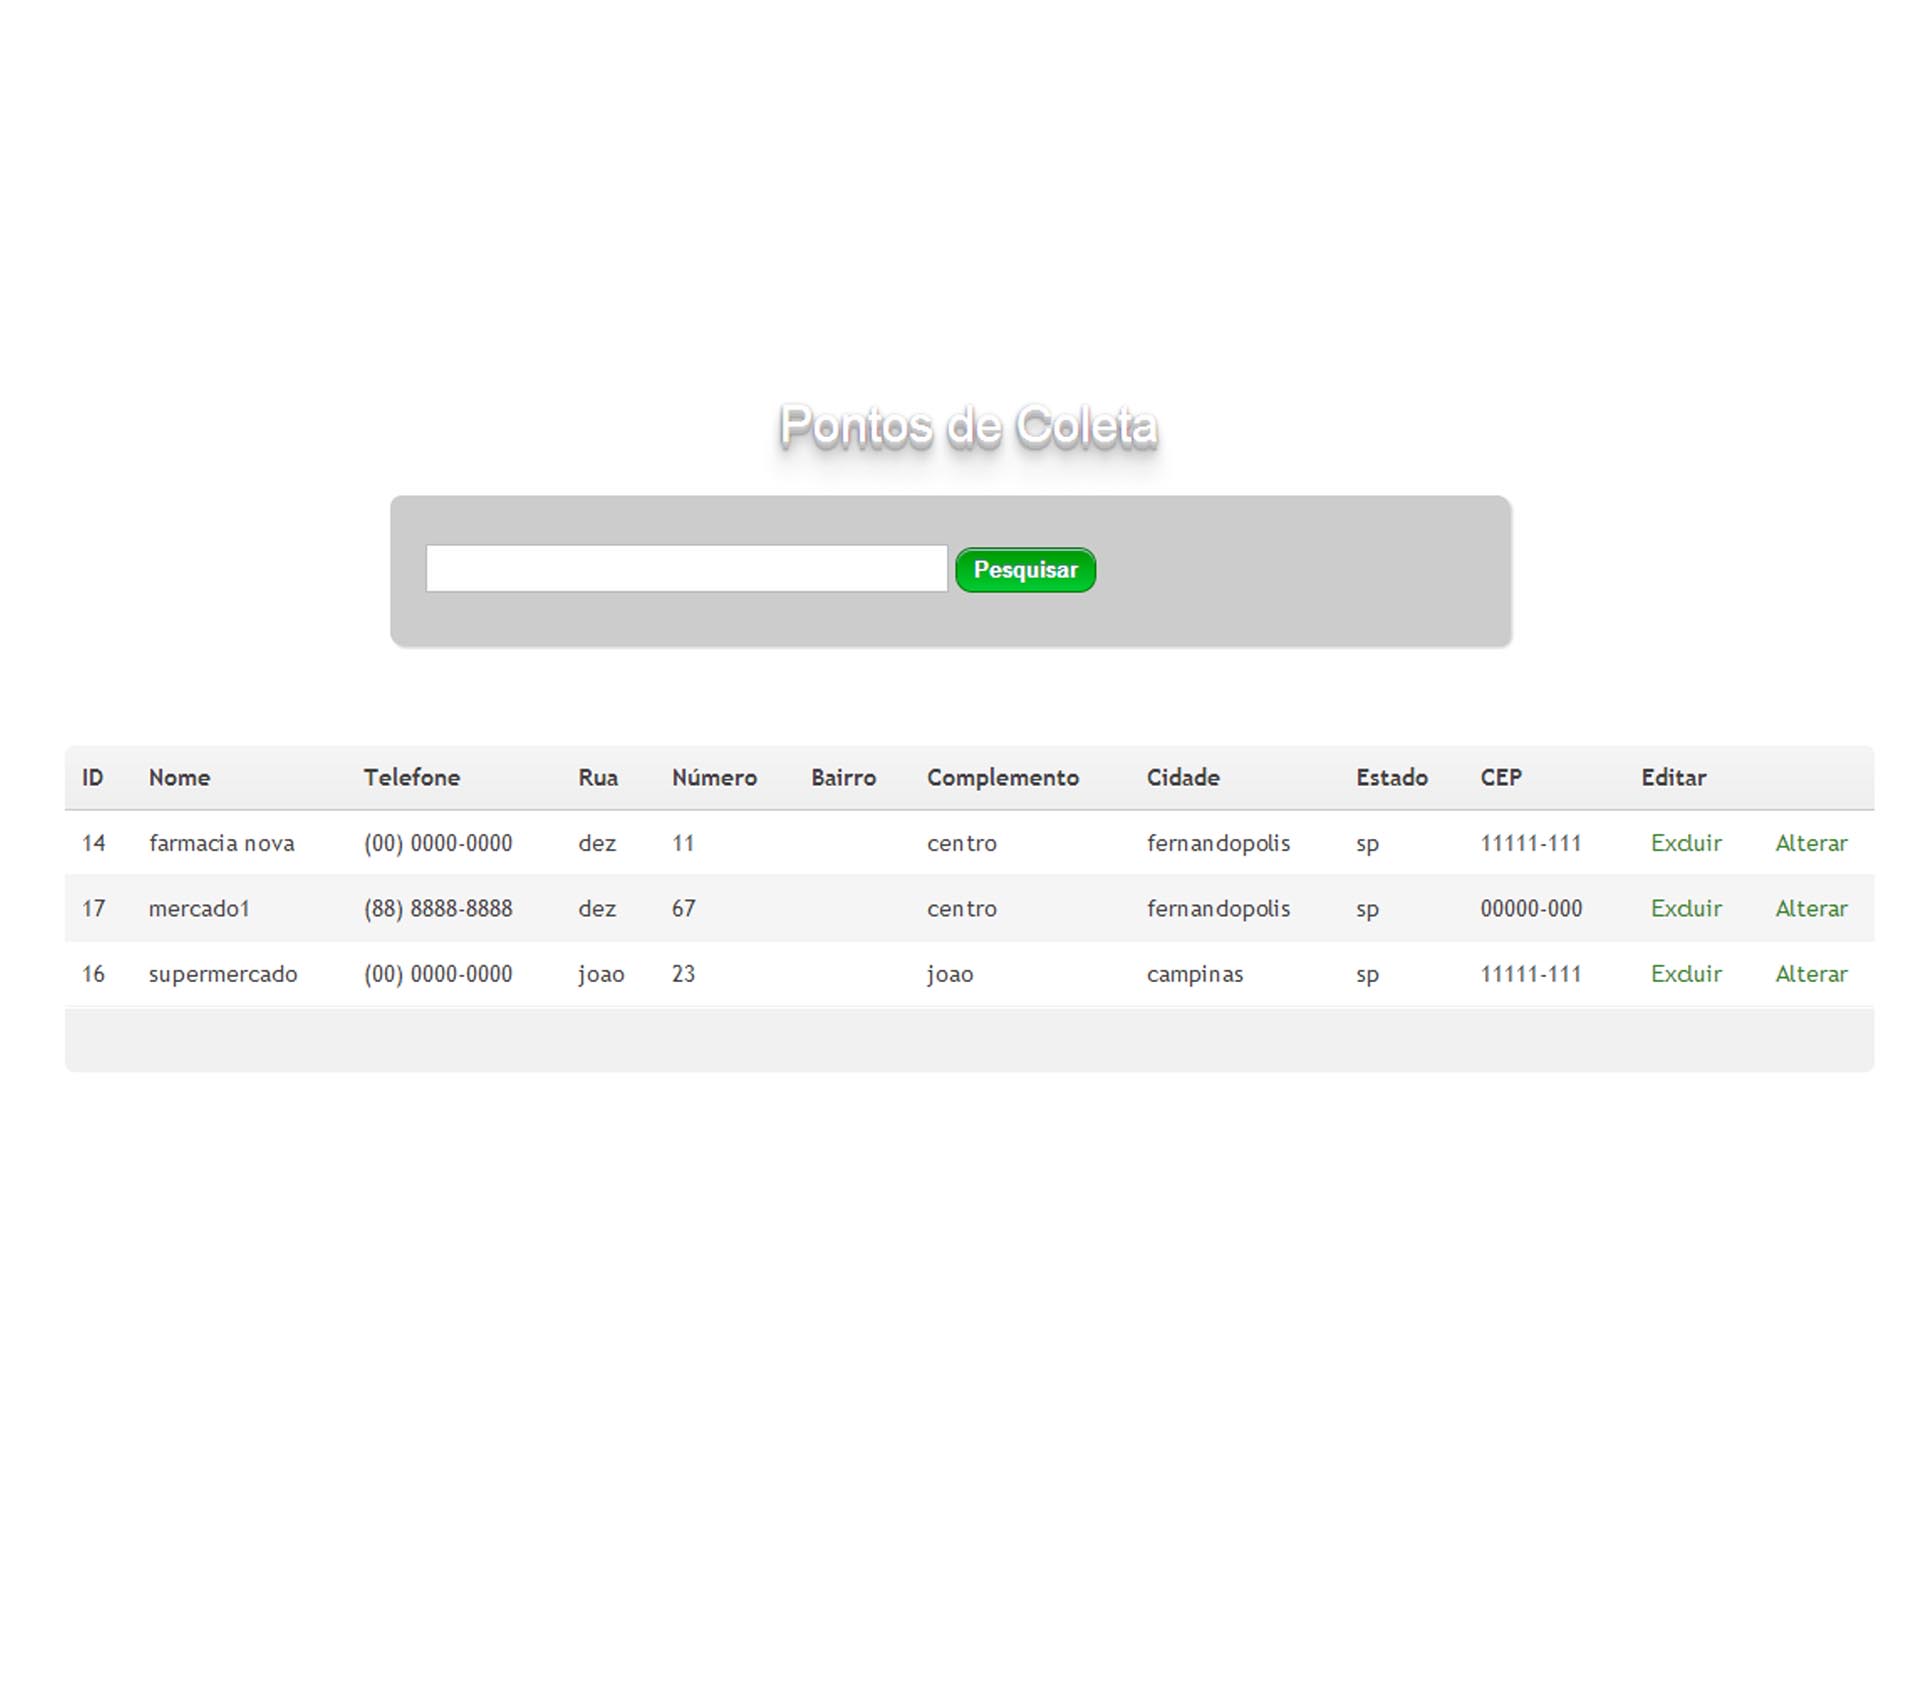 Pontos de Coleta
Pesquisar
ID Nome Telefone Rua Número Bairro Complemento Cidade Estado CEP Editar
14 farmacia nova (00) 0000-0000 dez 11 centro fernandopolis sp 11111-111 Excluir Alterar
17 mercado1 (88) 8888-8888 dez 67 centro fernandopolis sp 00000-000 Excluir Alterar
16 supermercado (00) 0000-0000 joao 23 joao campinas sp 11111-111 Excluir Alterar